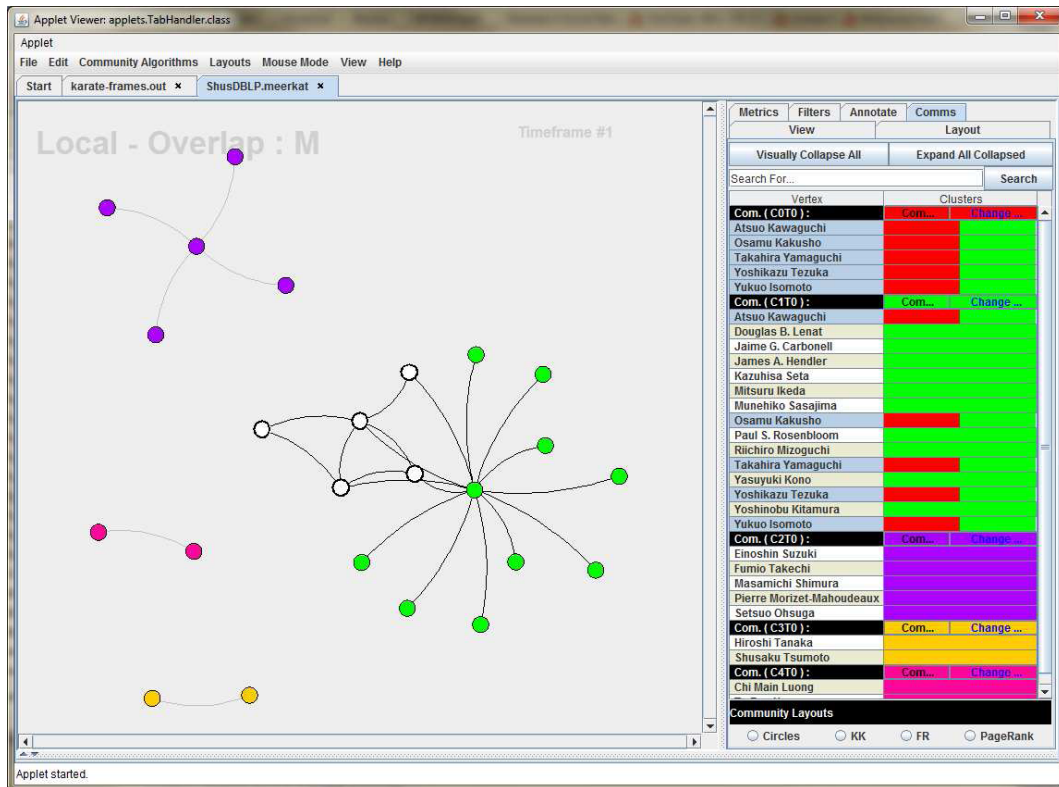 Applet Viewer: applets.TabHandler.class
Applet
File Edit Community Algorithms Layouts Mouse Mode View Help
Start karate-frames.out × ShusDBLP.meerkat ×
Local - Overlap : M
Timeframe #1
Metrics Filters Annotate Comms
View Layout
Visually Collapse All Expand All Collapsed
Search For... Search
Vertex Clusters
Com. ( C0T0 ) : Com... Change ...
Atsuo Kawaguchi
Osamu Kakusho
Takahira Yamaguchi
Yoshikazu Tezuka
Yukuo Isomoto
Com. ( C1T0 ) : Com... Change ...
Atsuo Kawaguchi
Douglas B. Lenat
Jaime G. Carbonell
James A. Hendler
Kazuhisa Seta
Mitsuru Ikeda
Munehiko Sasajima
Osamu Kakusho
Paul S. Rosenbloom
Riichiro Mizoguchi
Takahira Yamaguchi
Yasuyuki Kono
Yoshikazu Tezuka
Yoshinobu Kitamura
Yukuo Isomoto
Com. ( C2T0 ) : Com... Change ...
Einoshin Suzuki
Fumio Takechi
Masamichi Shimura
Pierre Morizet-Mahoudeaux
Setsuo Ohsuga
Com. ( C3T0 ) : Com... Change ...
Hiroshi Tanaka
Shusaku Tsumoto
Com. ( C4T0 ) : Com... Change ...
Chi Main Luong
Community Layouts
Circles KK FR PageRank
Applet started.